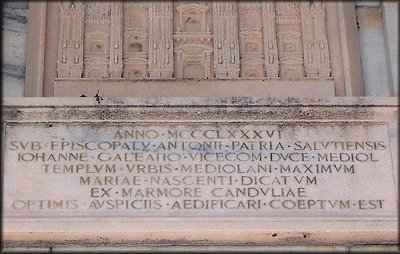 ANNO · MCCCLXXXVI
SVB · EPISCOPALV · ANTONII · PATRIA · SALVTIENSIS
IOHANNE · GALEATIO · VICECOM · DVCE · MEDIOL
TEMPLVM · VRBIS · MEDIOLANI · MAXIMVM
MARIAE · NASCENTI · DICATVM
EX · MARMORE · CANDVLIAE
OPTIMIS · AVSPICIIS · AEDIFICARI · COEPTVM · EST